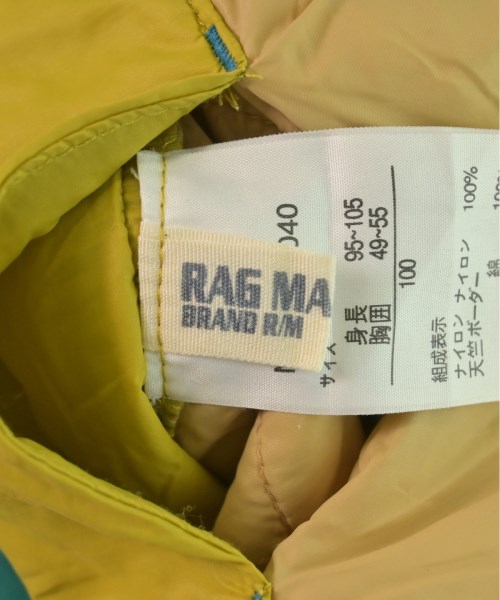 RAG MA
BRAND R/M
040
サイズ
身長 95~105
胸囲 49~55
100
組成表示
ナイロン ナイロン 100%
天竺ボーダー 綿